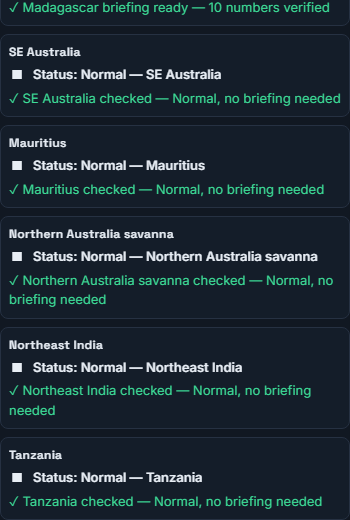 ✓ Madagascar briefing ready — 10 numbers verified
SE Australia
■ Status: Normal — SE Australia
✓ SE Australia checked — Normal, no briefing needed
Mauritius
■ Status: Normal — Mauritius
✓ Mauritius checked — Normal, no briefing needed
Northern Australia savanna
■ Status: Normal — Northern Australia savanna
✓ Northern Australia savanna checked — Normal, no
briefing needed
Northeast India
■ Status: Normal — Northeast India
✓ Northeast India checked — Normal, no briefing
needed
Tanzania
■ Status: Normal — Tanzania
✓ Tanzania checked — Normal, no briefing needed